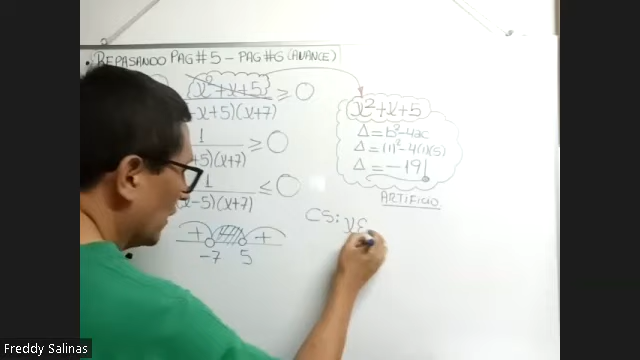 • REPASANDO PAG#5 - PAG#6 (AVANCE)
x²+x+5 ≥ 0
-x+5)(x+7)
x²+x+5
Δ = b²-4ac
Δ = (1)²-4(1)(5)
Δ = -19
ARTIFICIO
1 ≥ 0
+5)(x+7)
1 ≤ 0
x-5)(x+7)
CS: x ε
+ +
-7 5
Freddy Salinas